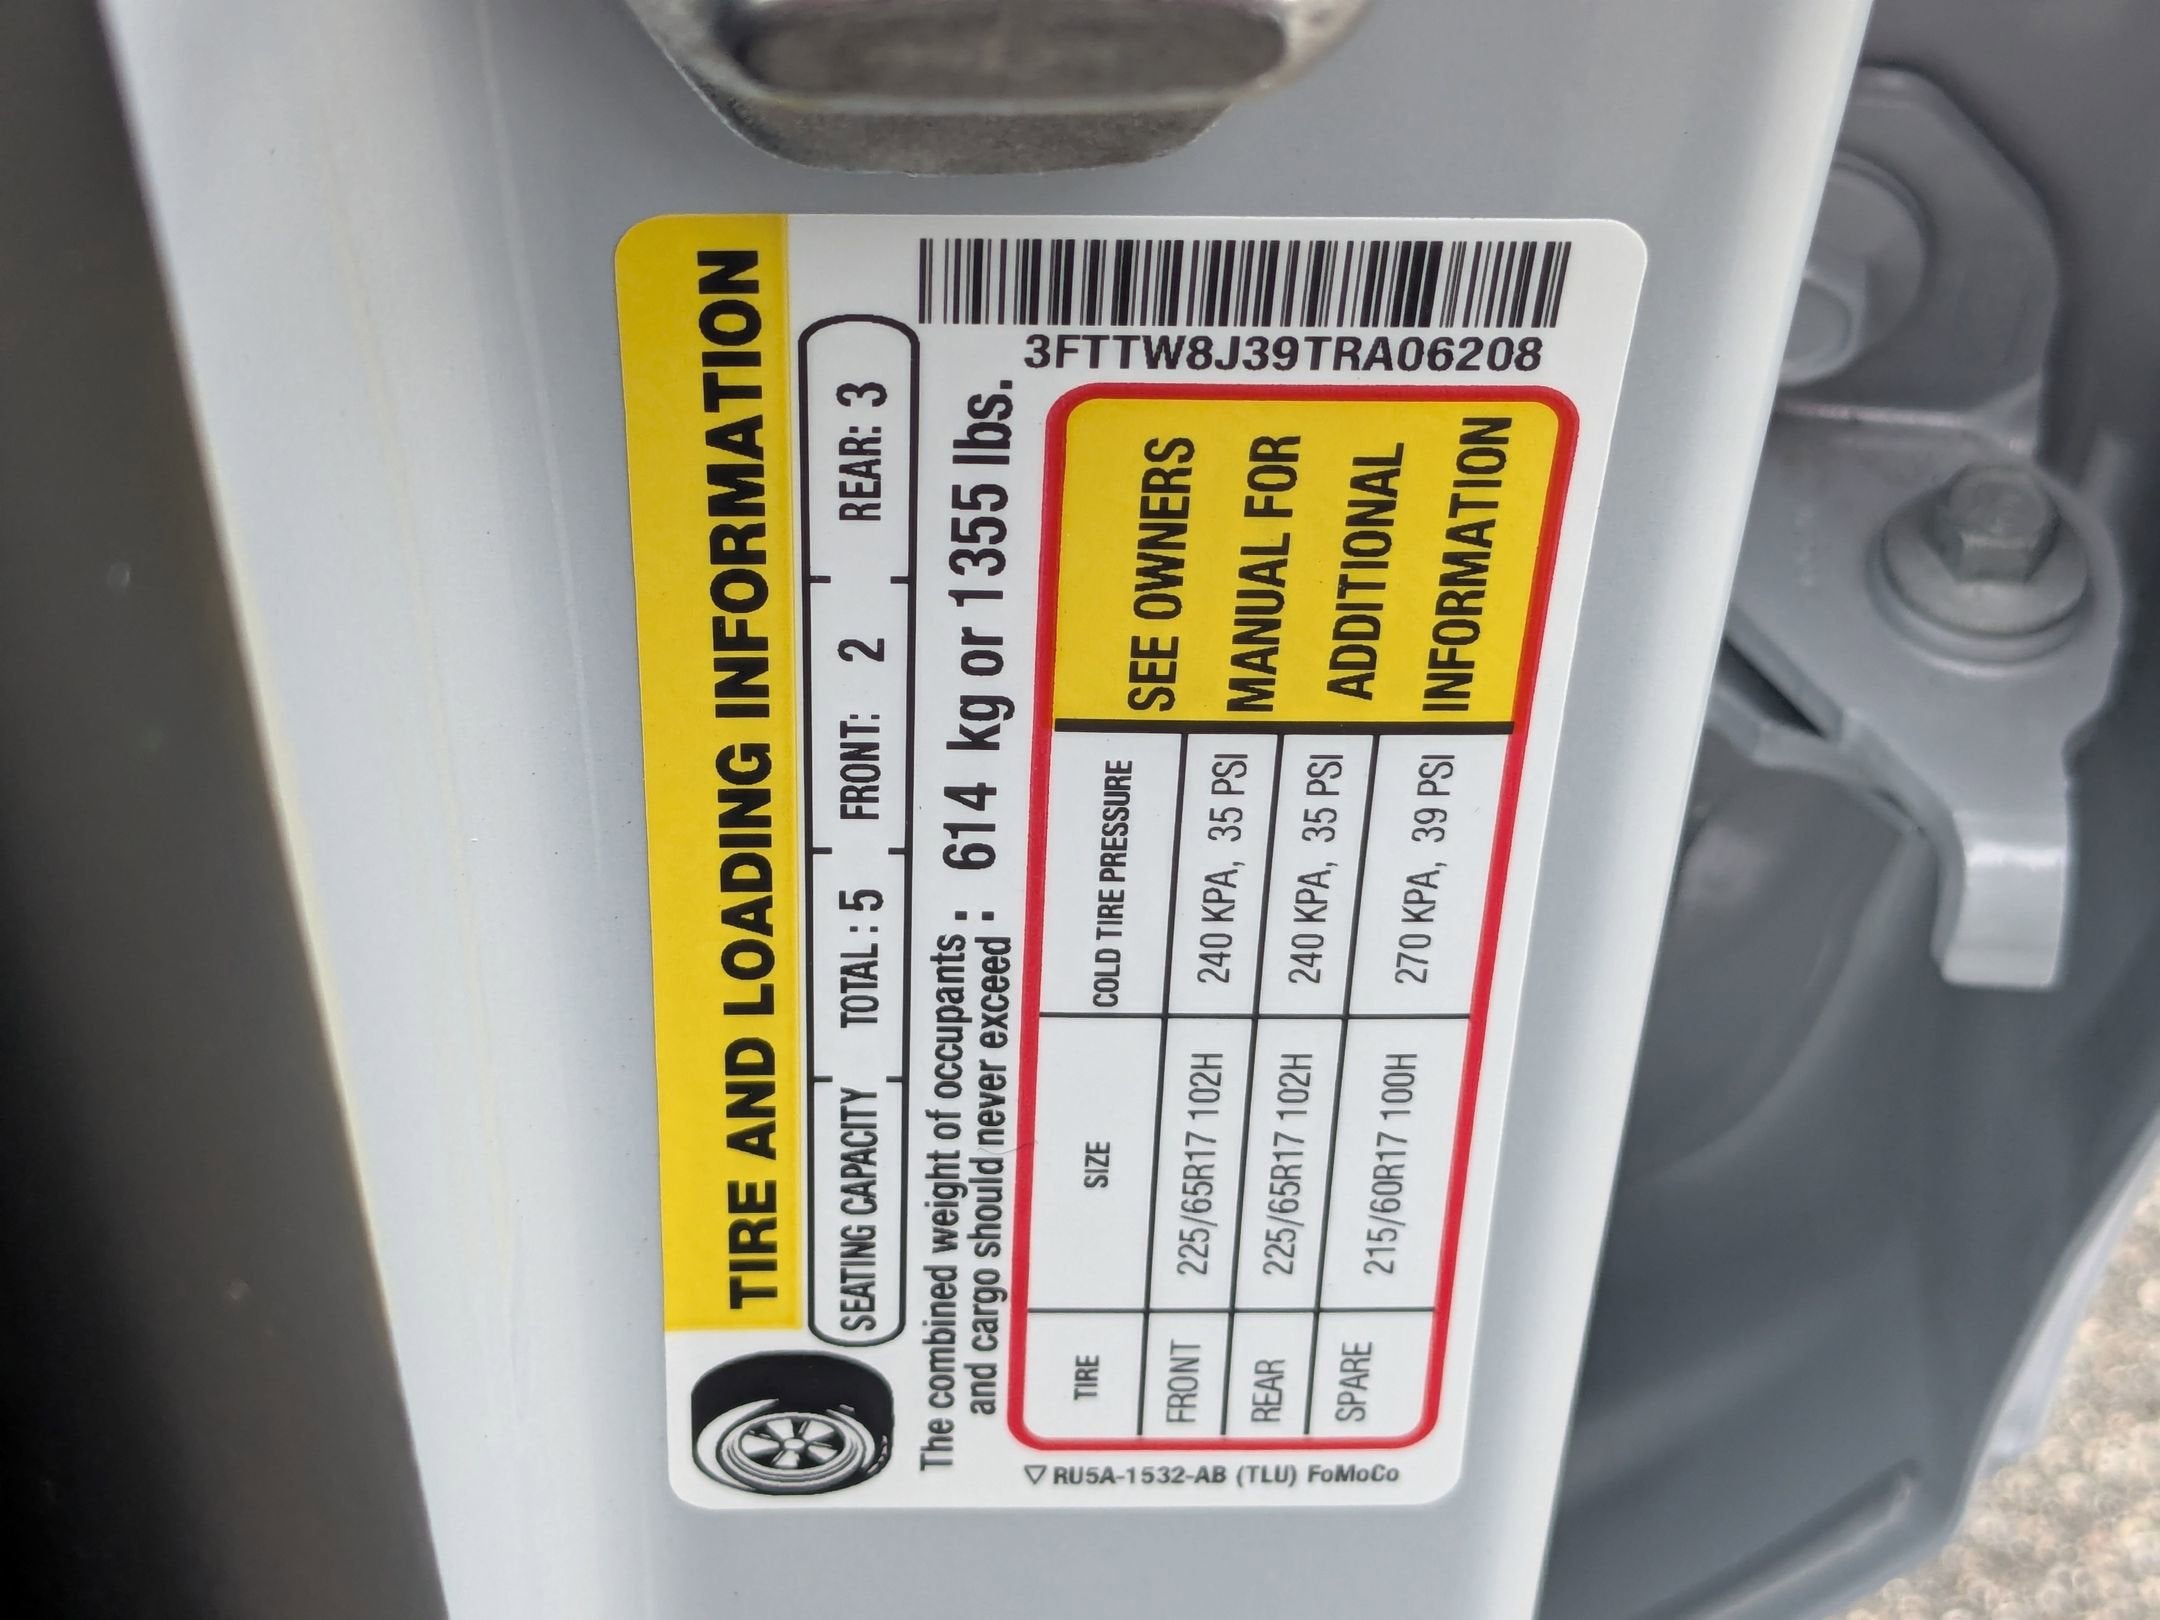 TIRE AND LOADING INFORMATION
SEATING CAPACITY TOTAL : 5 FRONT: 2 REAR: 3
The combined weight of occupants :
and cargo should never exceed : 614 kg or 1355 lbs.
3FTTW8J39TRA06208
TIRE SIZE COLD TIRE PRESSURE
FRONT 225/65R17 102H 240 KPA, 35 PSI
REAR 225/65R17 102H 240 KPA, 35 PSI
SPARE 215/60R17 100H 270 KPA, 39 PSI
SEE OWNERS
MANUAL FOR
ADDITIONAL
INFORMATION
▽ RU5A-1532-AB (TLU) FoMoCo